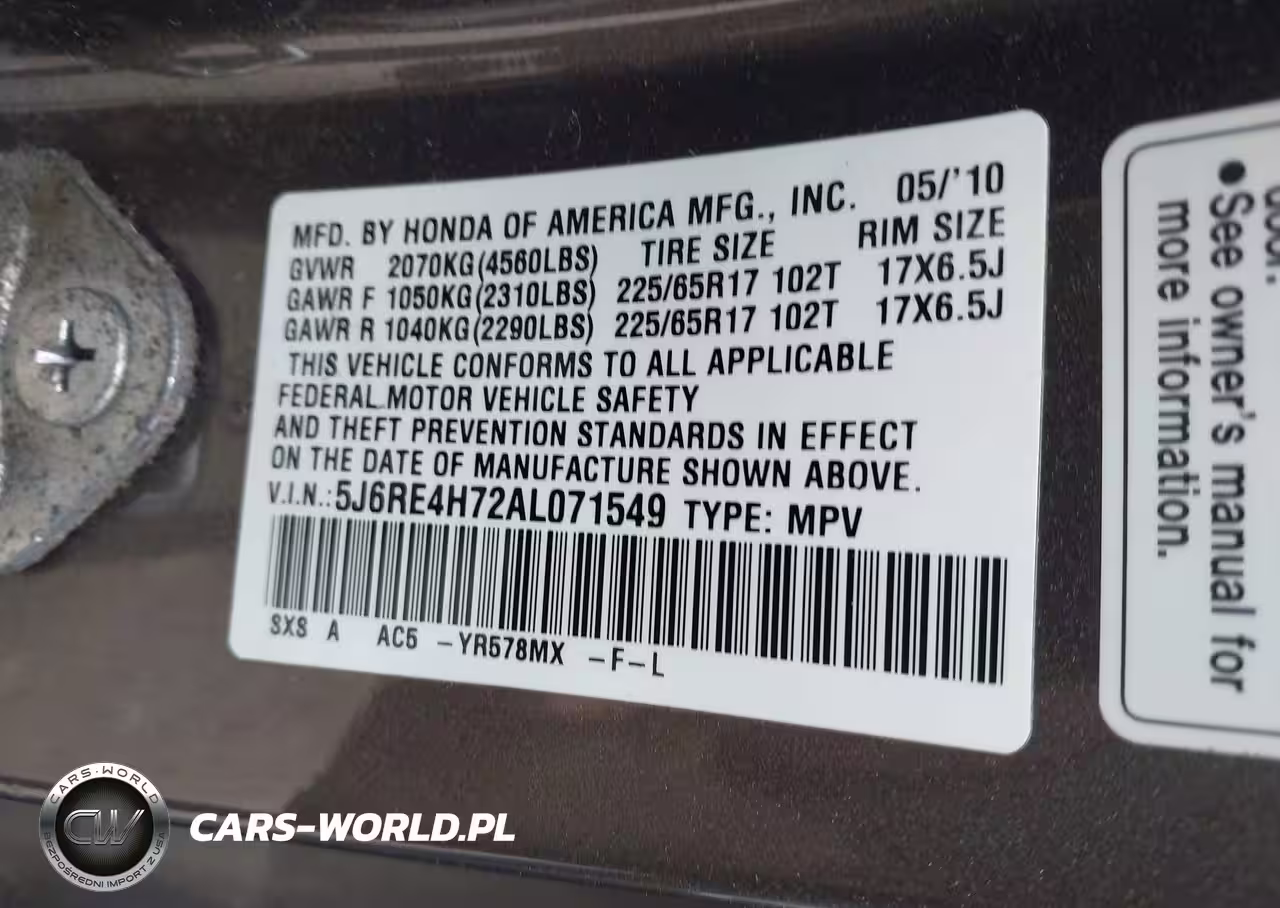 MFD. BY HONDA OF AMERICA MFG., INC. 05/'10
GVWR 2070KG(4560LBS) TIRE SIZE RIM SIZE
GAWR F 1050KG(2310LBS) 225/65R17 102T 17X6.5J
GAWR R 1040KG(2290LBS) 225/65R17 102T 17X6.5J
THIS VEHICLE CONFORMS TO ALL APPLICABLE
FEDERAL MOTOR VEHICLE SAFETY
AND THEFT PREVENTION STANDARDS IN EFFECT
ON THE DATE OF MANUFACTURE SHOWN ABOVE.
V.I.N.: 5J6RE4H72AL071549 TYPE: MPV
SXS A AC5 -YR578MX -F-L
●See owner's manual for
more information.
CARS-WORLD
CW
BEZPOŚREDNI IMPORT Z USA
CARS-WORLD.PL